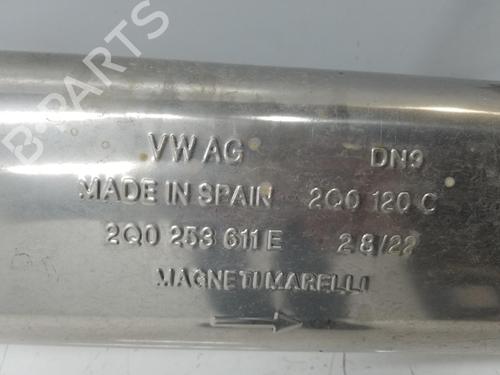 B-PARTS
VW AG DN9
MADE IN SPAIN 2Q0 120 C
2Q0 253 611 E 28/22
MAGNETI MARELLI